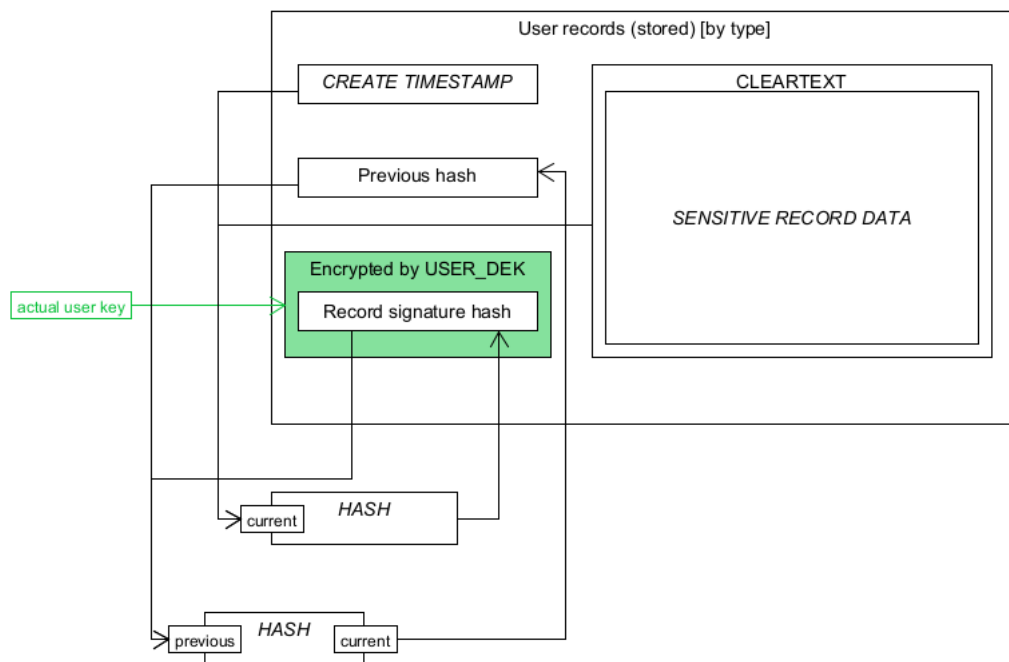 User records (stored) [by type]
CREATE TIMESTAMP
CLEARTEXT
Previous hash
SENSITIVE RECORD DATA
Encrypted by USER_DEK
actual user key
Record signature hash
HASH
current
HASH
previous
current